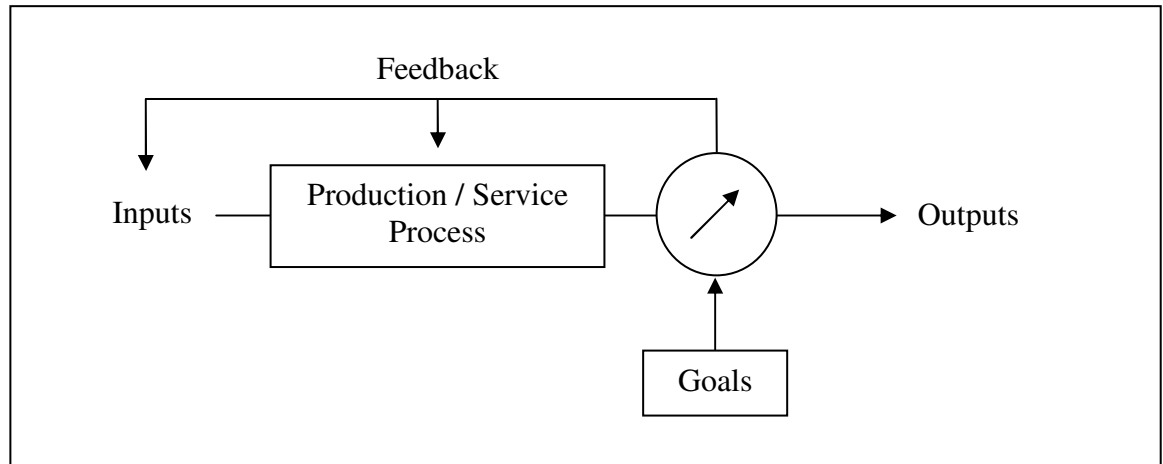 Feedback
Inputs
Production / Service
Process
Outputs
Goals